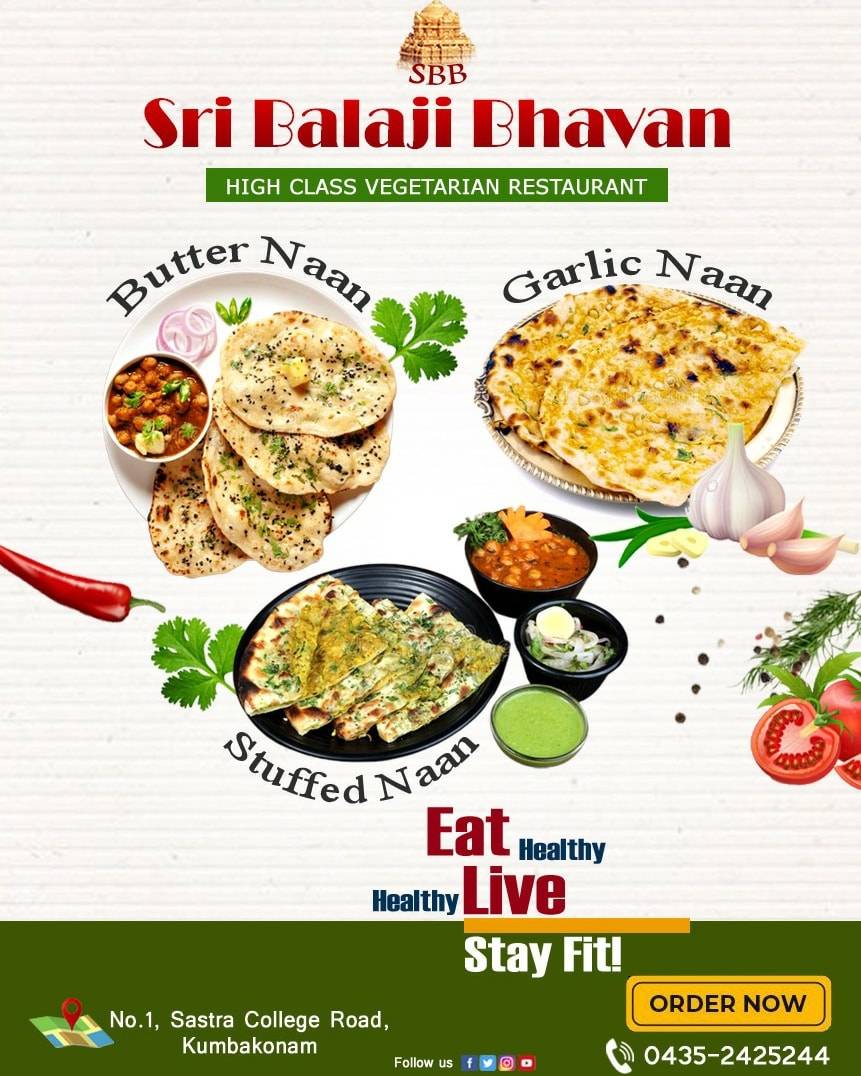 SBB
Sri Balaji Bhavan
HIGH CLASS VEGETARIAN RESTAURANT
Butter Naan
Garlic Naan
Stuffed Naan
Eat Healthy
Healthy Live
Stay Fit!
ORDER NOW
No.1, Sastra College Road,
Kumbakonam
Follow us
0435-2425244